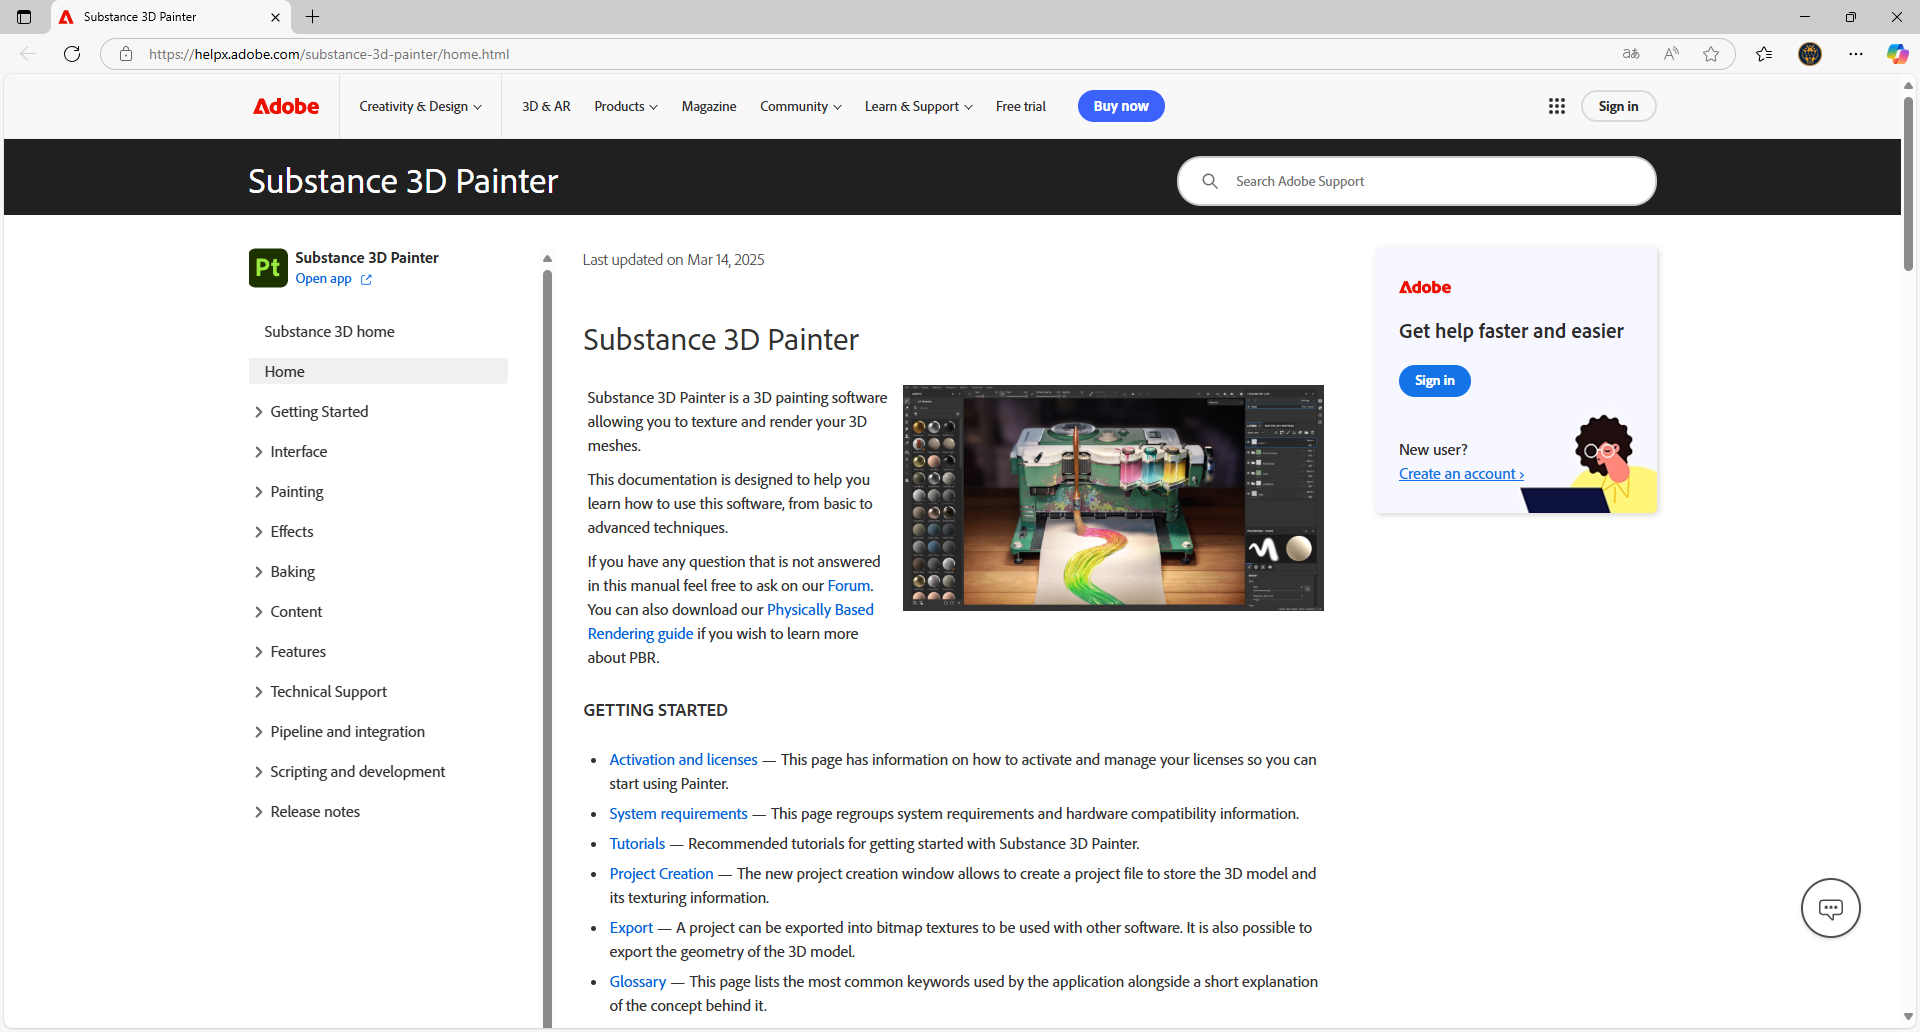 Substance 3D Painter
https://helpx.adobe.com/substance-3d-painter/home.html
Adobe
Creativity & Design
3D & AR
Products
Magazine
Community
Learn & Support
Free trial
Buy now
Sign in
Substance 3D Painter
Search Adobe Support
Pt
Substance 3D Painter
Open app
Substance 3D home
Home
Getting Started
Interface
Painting
Effects
Baking
Content
Features
Technical Support
Pipeline and integration
Scripting and development
Release notes
Last updated on Mar 14, 2025
Substance 3D Painter
Substance 3D Painter is a 3D painting software
allowing you to texture and render your 3D
meshes.
This documentation is designed to help you
learn how to use this software, from basic to
advanced techniques.
If you have any question that is not answered
in this manual feel free to ask on our Forum.
You can also download our Physically Based
Rendering guide if you wish to learn more
about PBR.
GETTING STARTED
• Activation and licenses — This page has information on how to activate and manage your licenses so you can
start using Painter.
• System requirements — This page regroups system requirements and hardware compatibility information.
• Tutorials — Recommended tutorials for getting started with Substance 3D Painter.
• Project Creation — The new project creation window allows to create a project file to store the 3D model and
its texturing information.
• Export — A project can be exported into bitmap textures to be used with other software. It is also possible to
export the geometry of the 3D model.
• Glossary — This page lists the most common keywords used by the application alongside a short explanation
of the concept behind it.
Adobe
Get help faster and easier
Sign in
New user?
Create an account ›